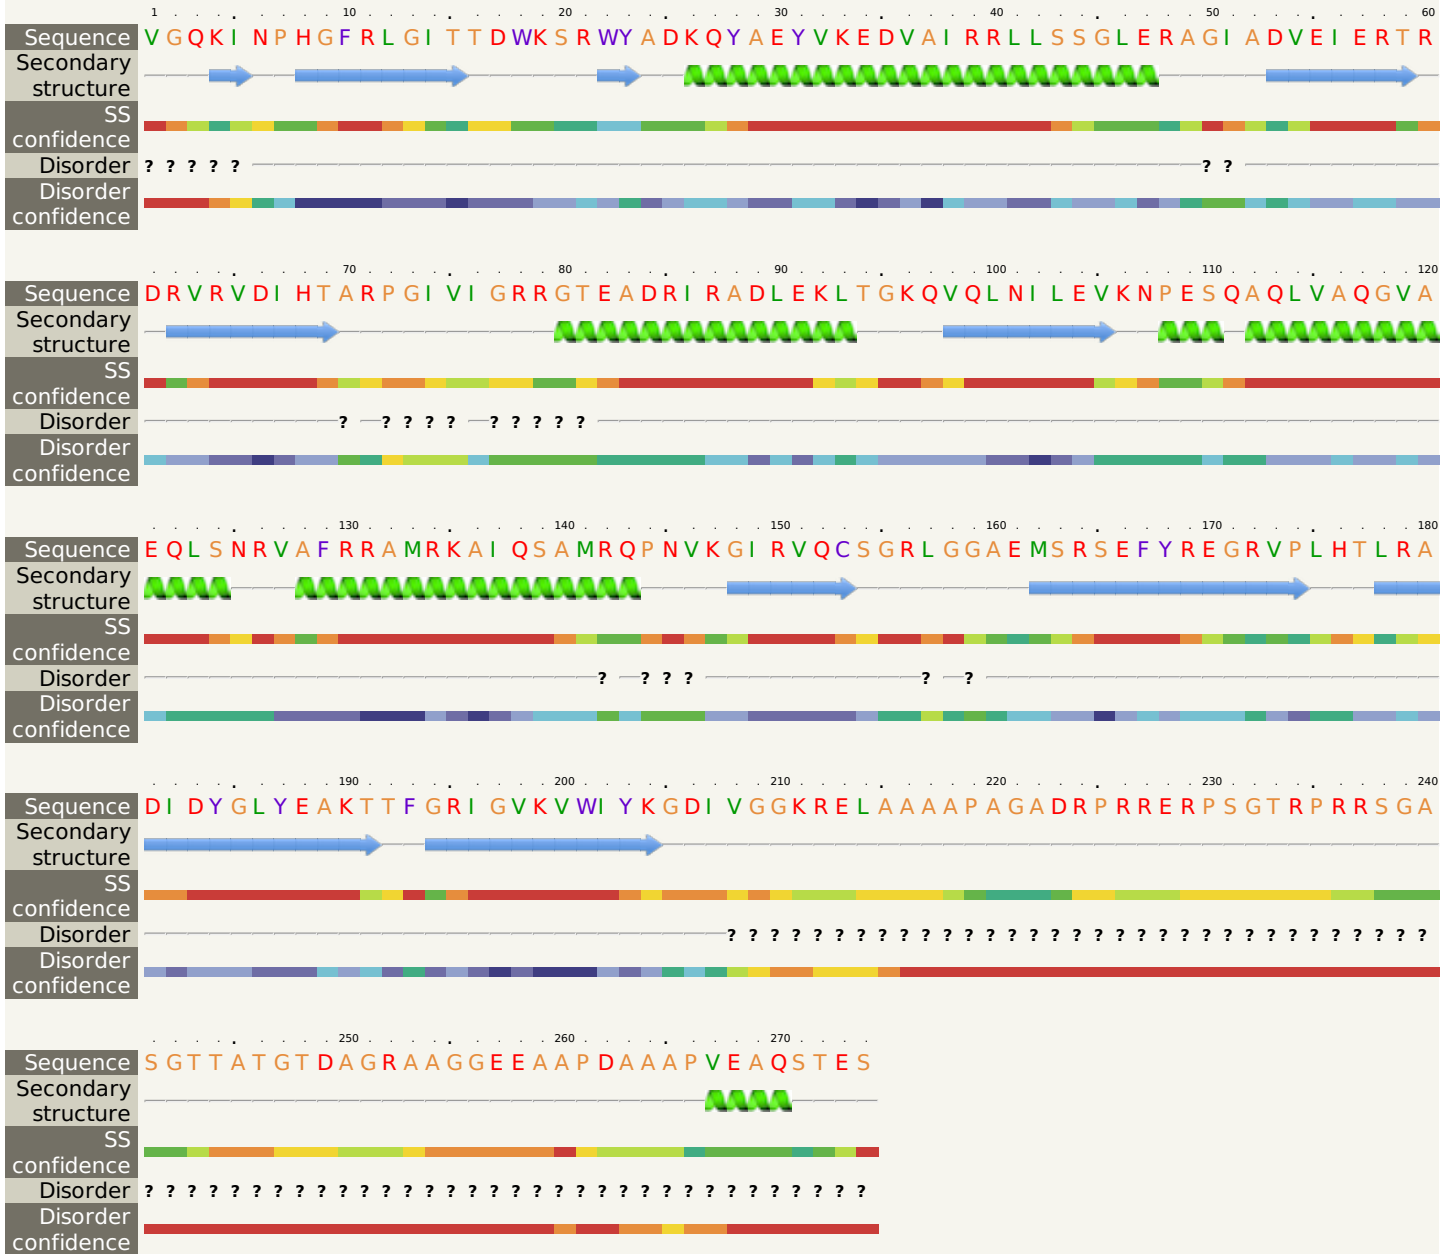 1 10 20 30 40 50 60
Sequence VGQKINPHGFRLGITTDWKSRWYADKQYAEYVKEDVAIRRLLSSGLERAGIADVEIERTR
Secondary
structure
SS
confidence
Disorder ? ? ? ? ? ? ?
Disorder
confidence
70 80 90 100 110 120
Sequence DRVRVDIHTARPGIVIGRRGTEADRIRADLEKLTGKQVQLNILEVKNPESQAQLVAQGVA
Secondary
structure
SS
confidence
Disorder ? ? ? ? ? ? ? ? ? ?
Disorder
confidence
130 140 150 160 170 180
Sequence EQLSNRVAFRRAMRKAIQSAMRQPNVKGIRVQCSGRLGGAEMSRSEFYREGRVPLHTLRA
Secondary
structure
SS
confidence
Disorder ? ? ? ? ? ?
Disorder
confidence
190 200 210 220 230 240
Sequence DIDYGLYEAKTTFGRIGVKVWIYKGDIVGGKRELAAAAPAGADRPRRERPSGTRPRRSGA
Secondary
structure
SS
confidence
Disorder ? ? ? ? ? ? ? ? ? ? ? ? ? ? ? ? ? ? ? ? ? ? ? ? ? ? ? ? ? ? ? ? ?
Disorder
confidence
250 260 270
Sequence SGTTATGTDAGRAAGGEEAAPDAAAPVEAQSTES
Secondary
structure
SS
confidence
Disorder ? ? ? ? ? ? ? ? ? ? ? ? ? ? ? ? ? ? ? ? ? ? ? ? ? ? ? ? ? ? ? ? ? ?
Disorder
confidence